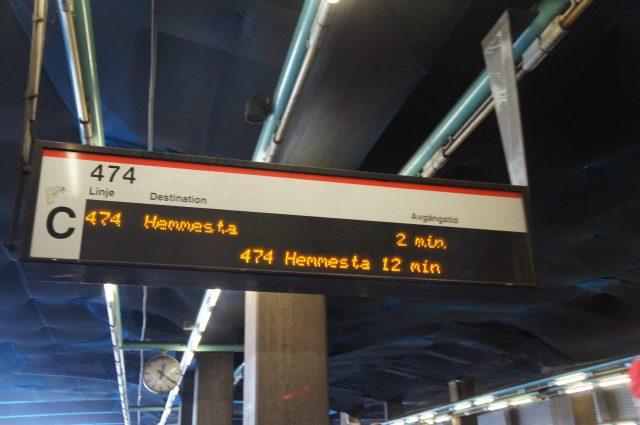 474
Linje Destination Avgångstid
C
474 Hemmesta 2 min.
474 Hemmesta 12 min